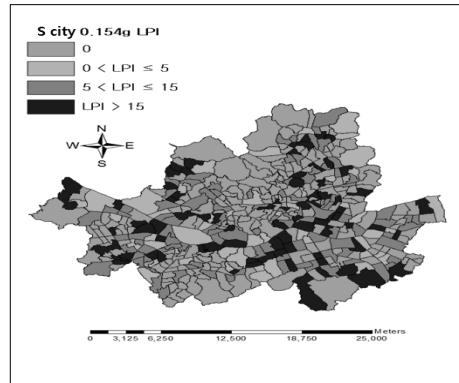 S city 0.154g LPI
0
0 < LPI ≤ 5
5 < LPI ≤ 15
LPI > 15
N
W E
S
Meters
0 3,125 6,250 12,500 18,750 25,000